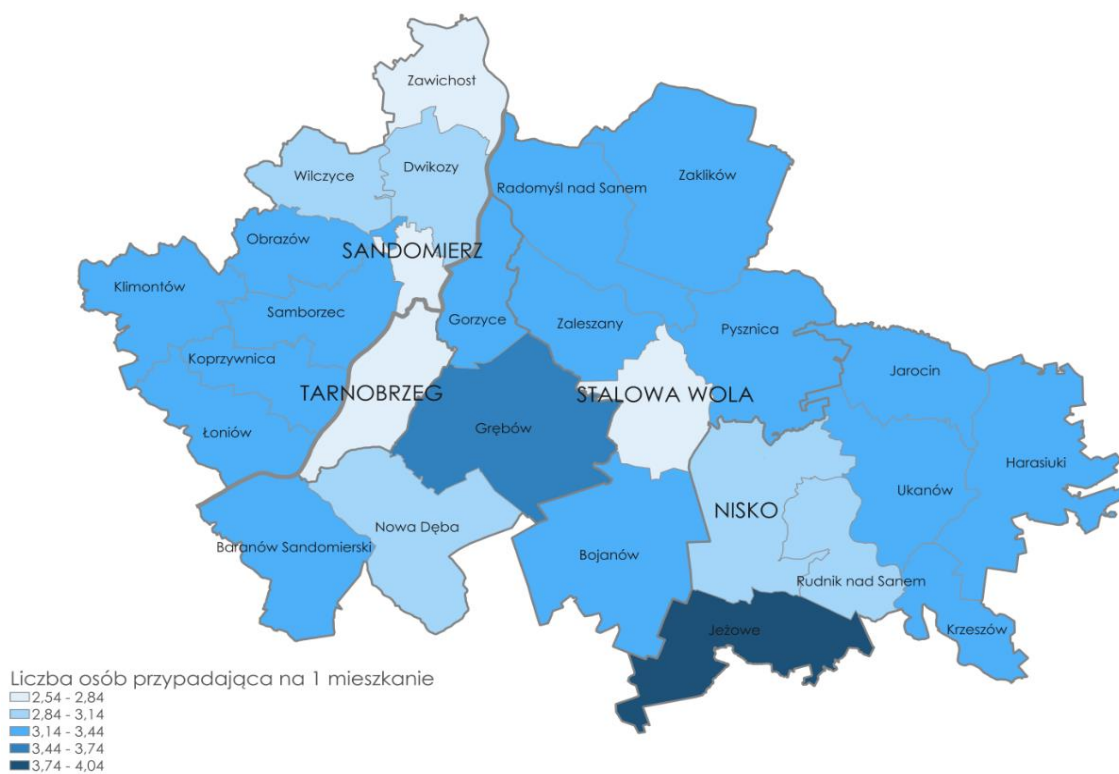 Zawichost
Dwikozy
Wilczyce
Zaklików
Radomyśl nad Sanem
Obrazów
SANDOMIERZ
Klimontów
Samborzec
Gorzyce
Zaleszany
Pysznica
Koprzywnica
Jarocin
TARNOBRZEG
STALOWA WOLA
Grębów
Łoniów
Harasiuki
Ukanów
NISKO
Nowa Dęba
Baranów Sandomierski
Bojanów
Rudnik nad Sanem
Jeżowe
Krzeszów
Liczba osób przypadająca na 1 mieszkanie
2,54 - 2,84
2,84 - 3,14
3,14 - 3,44
3,44 - 3,74
3,74 - 4,04